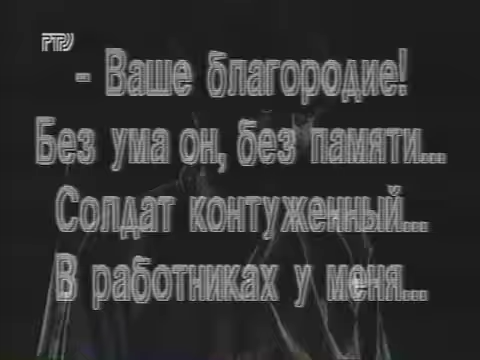 РТР
- Ваше благородие!
Без ума он, без памяти...
Солдат контуженный...
В работниках у меня...